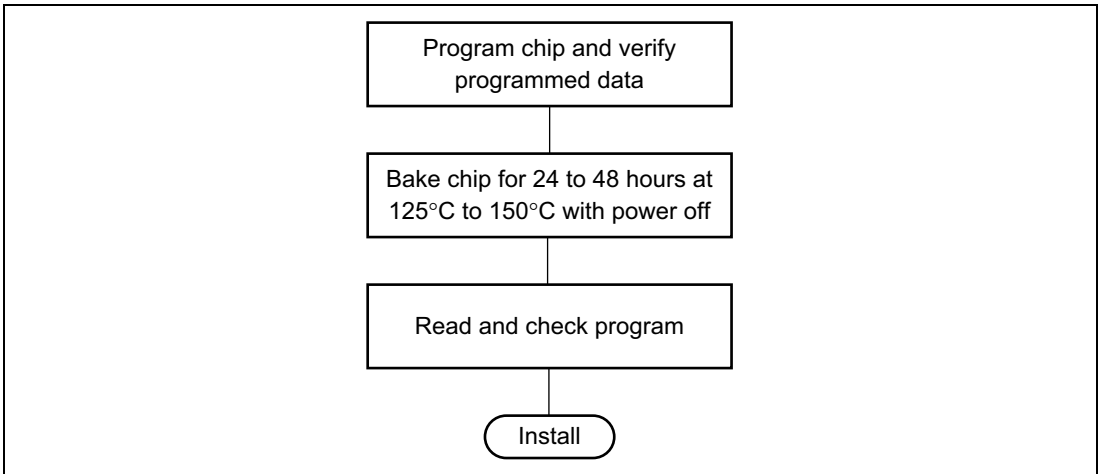 Program chip and verify
programmed data
Bake chip for 24 to 48 hours at
125°C to 150°C with power off
Read and check program
Install